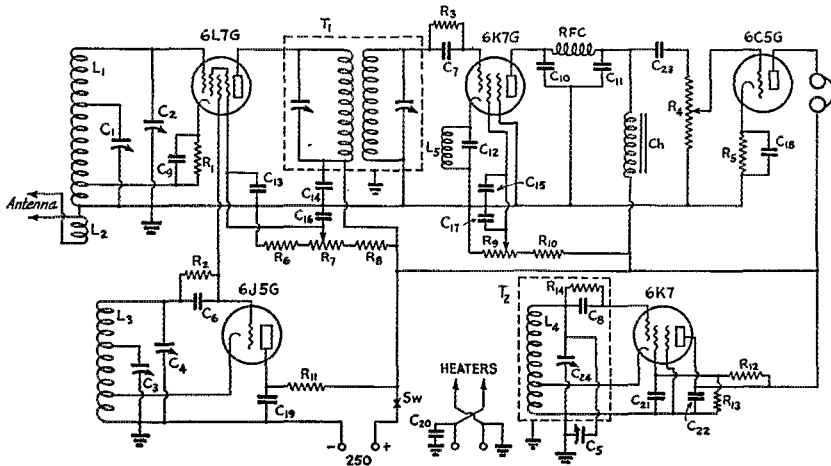 6L7G
T1
R3
6K7G
RFC
6C5G
L1
C2
C1
C9
R1
C7
C10
C11
C23
R4
L5
C12
Ch
R5
C18
C13
C14
C16
C15
C17
Antenna
L2
R6
R7
R8
R9
R10
R2
6J5G
C6
L3
C4
C3
R11
C19
Sw
- 250 +
HEATERS
C20
T2
R14
C8
6K7
L4
C24
C5
C21
C22
R12
R13